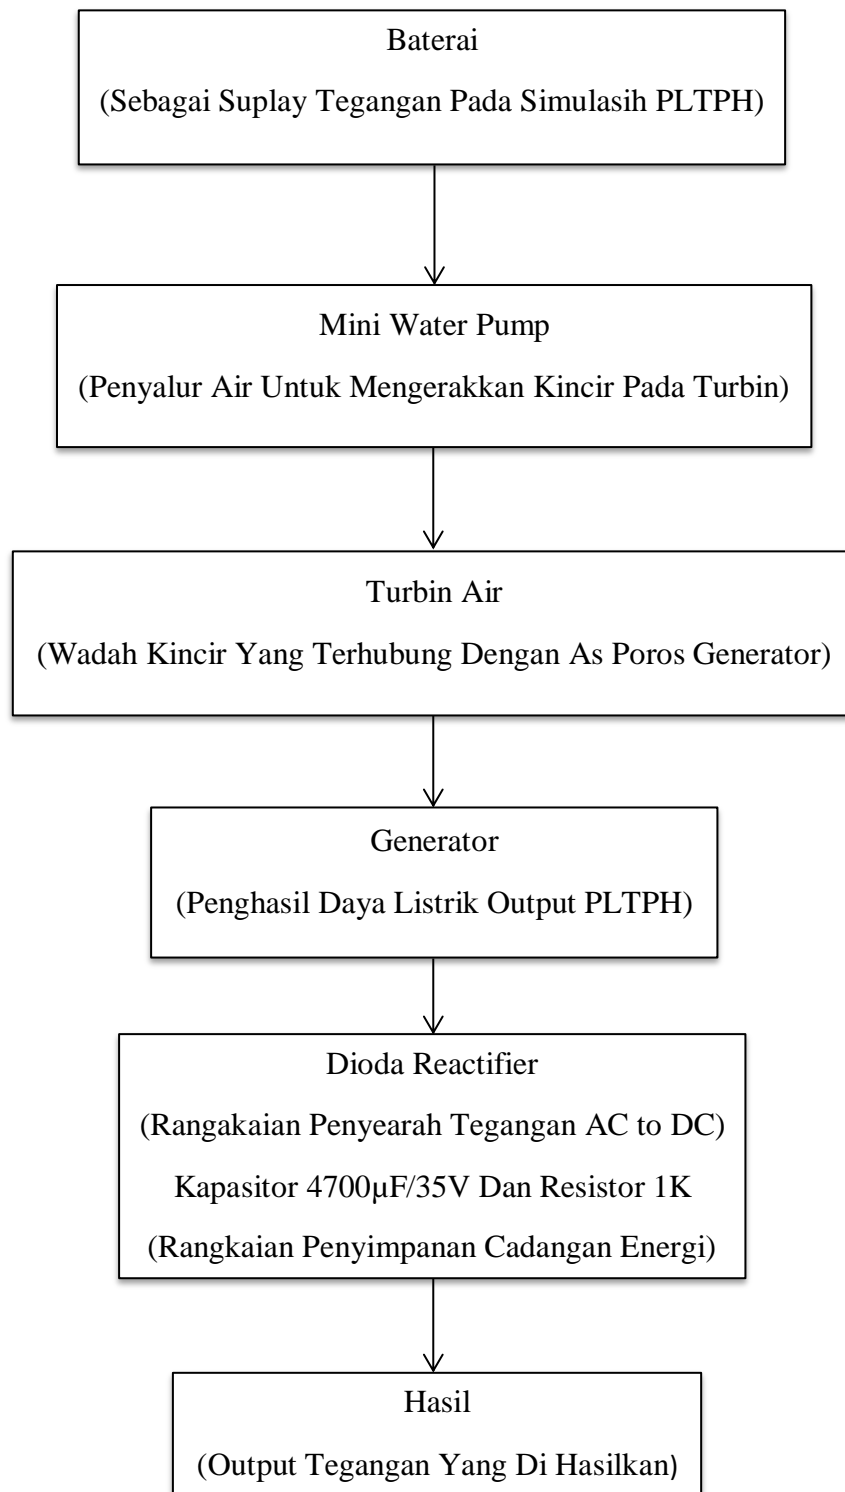 Baterai
(Sebagai Suplay Tegangan Pada Simulasih PLTPH)
Mini Water Pump
(Penyalur Air Untuk Mengerakkan Kincir Pada Turbin)
Turbin Air
(Wadah Kincir Yang Terhubung Dengan As Poros Generator)
Generator
(Penghasil Daya Listrik Output PLTPH)
Dioda Reactifier
(Rangakaian Penyearah Tegangan AC to DC)
Kapasitor 4700µF/35V Dan Resistor 1K
(Rangkaian Penyimpanan Cadangan Energi)
Hasil
(Output Tegangan Yang Di Hasilkan)